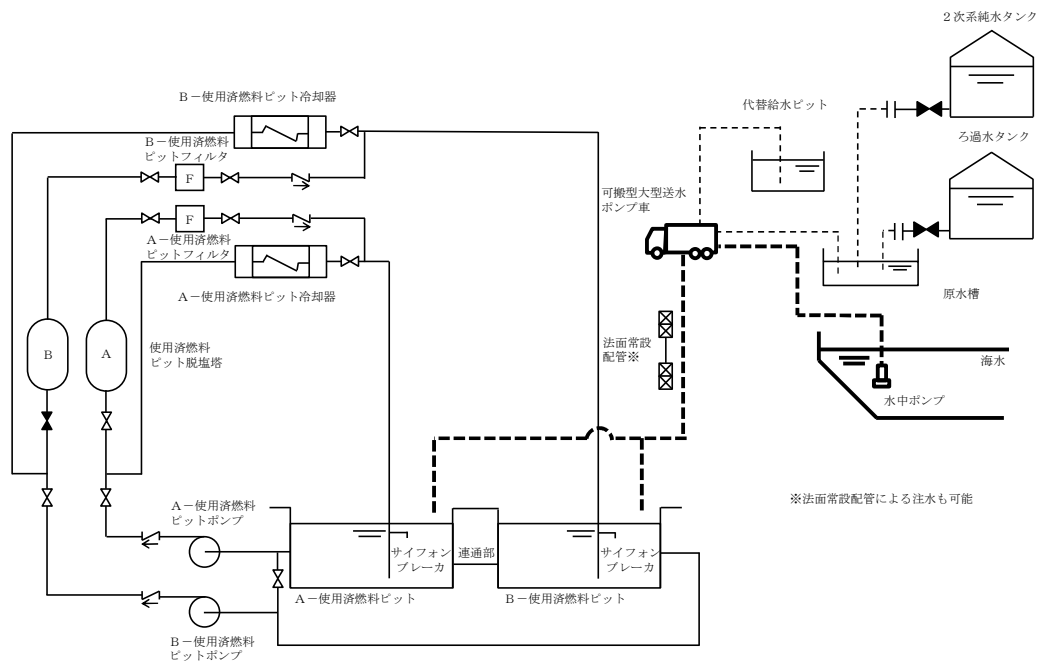 ２次系純水タンク
Ｂ－使用済燃料ピット冷却器
代替給水ピット
Ｂ－使用済燃料
ピットフィルタ
ろ過水タンク
Ｆ
可搬型大型送水
ポンプ車
Ｆ
Ａ－使用済燃料
ピットフィルタ
Ａ－使用済燃料ピット冷却器
原水槽
法面常設
配管※
使用済燃料
ピット脱塩塔
Ｂ
Ａ
海水
水中ポンプ
※法面常設配管による注水も可能
Ａ－使用済燃料
ピットポンプ
サイフォン
ブレーカ
連通部
サイフォン
ブレーカ
Ａ－使用済燃料ピット
Ｂ－使用済燃料ピット
Ｂ－使用済燃料
ピットポンプ